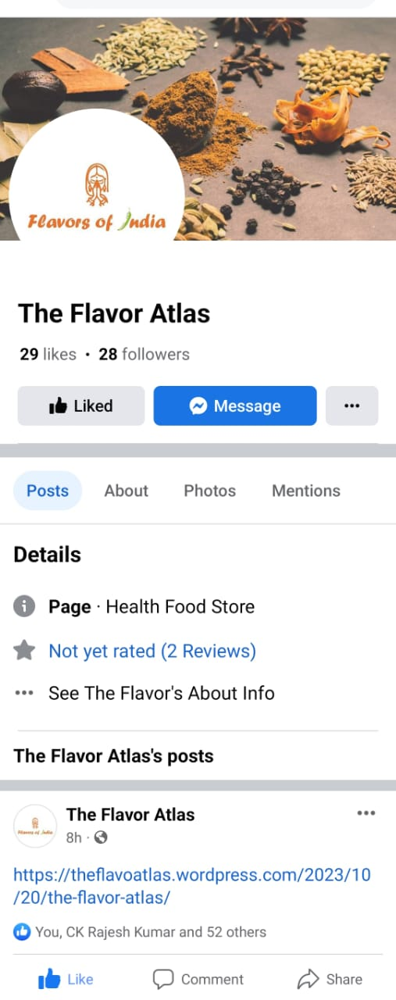 Flavors of India
The Flavor Atlas
29 likes • 28 followers
Liked
Message
Posts
About
Photos
Mentions
Details
Page · Health Food Store
Not yet rated (2 Reviews)
See The Flavor's About Info
The Flavor Atlas's posts
Flavors of India
The Flavor Atlas
8h ·
https://theflavoatlas.wordpress.com/2023/10
/20/the-flavor-atlas/
You, CK Rajesh Kumar and 52 others
Like
Comment
Share